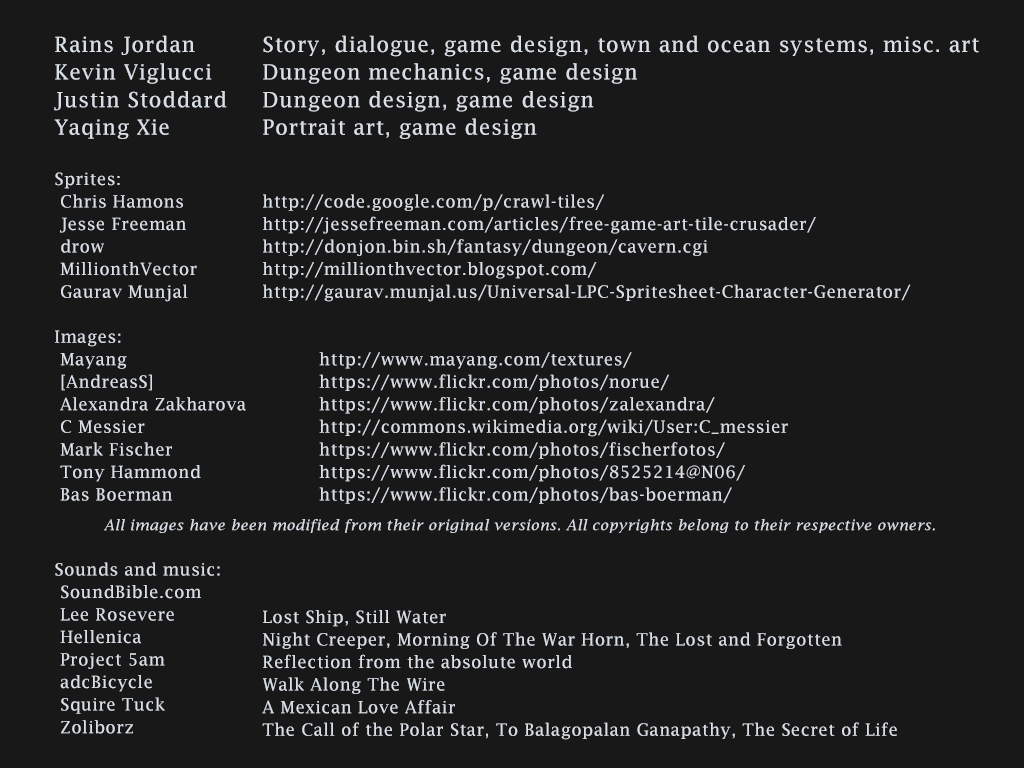 Rains Jordan Story, dialogue, game design, town and ocean systems, misc. art
Kevin Viglucci Dungeon mechanics, game design
Justin Stoddard Dungeon design, game design
Yaqing Xie Portrait art, game design
Sprites:
Chris Hamons http://code.google.com/p/crawl-tiles/
Jesse Freeman http://jessefreeman.com/articles/free-game-art-tile-crusader/
drow http://donjon.bin.sh/fantasy/dungeon/cavern.cgi
MillionthVector http://millionthvector.blogspot.com/
Gaurav Munjal http://gaurav.munjal.us/Universal-LPC-Spritesheet-Character-Generator/
Images:
Mayang http://www.mayang.com/textures/
[AndreasS] https://www.flickr.com/photos/norue/
Alexandra Zakharova https://www.flickr.com/photos/zalexandra/
C Messier http://commons.wikimedia.org/wiki/User:C_messier
Mark Fischer https://www.flickr.com/photos/fischerfotos/
Tony Hammond https://www.flickr.com/photos/8525214@N06/
Bas Boerman https://www.flickr.com/photos/bas-boerman/
All images have been modified from their original versions. All copyrights belong to their respective owners.
Sounds and music:
SoundBible.com
Lee Rosevere Lost Ship, Still Water
Hellenica Night Creeper, Morning Of The War Horn, The Lost and Forgotten
Project 5am Reflection from the absolute world
adcBicycle Walk Along The Wire
Squire Tuck A Mexican Love Affair
Zoliborz The Call of the Polar Star, To Balagopalan Ganapathy, The Secret of Life